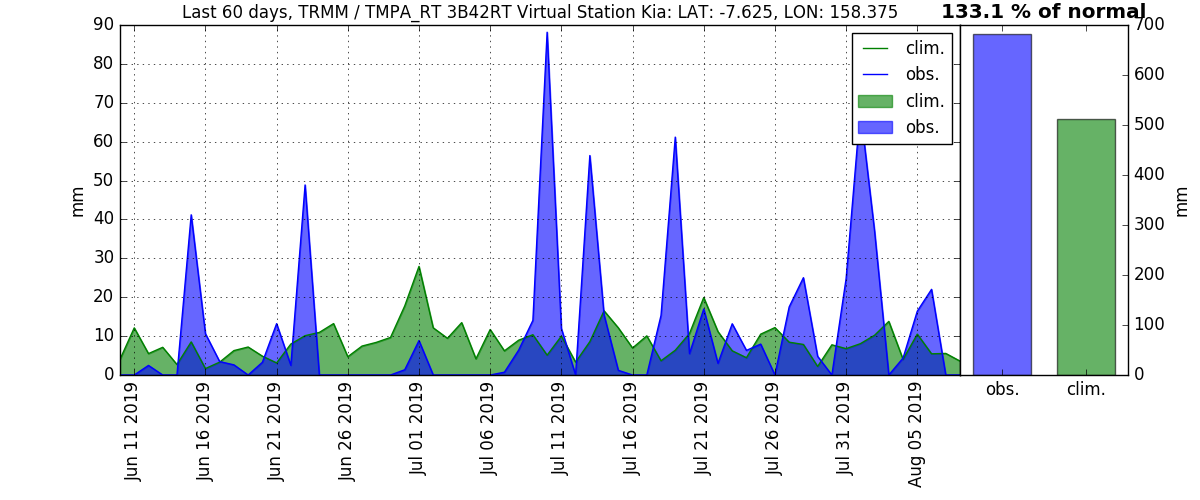 Last 60 days, TRMM / TMPA_RT 3B42RT Virtual Station Kia: LAT: -7.625, LON: 158.375
133.1 % of normal
90
80
70
60
50
40
30
20
10
0
mm
clim.
obs.
clim.
obs.
Jun 11 2019
Jun 16 2019
Jun 21 2019
Jun 26 2019
Jul 01 2019
Jul 06 2019
Jul 11 2019
Jul 16 2019
Jul 21 2019
Jul 26 2019
Jul 31 2019
Aug 05 2019
700
600
500
400
300
200
100
0
mm
obs.
clim.